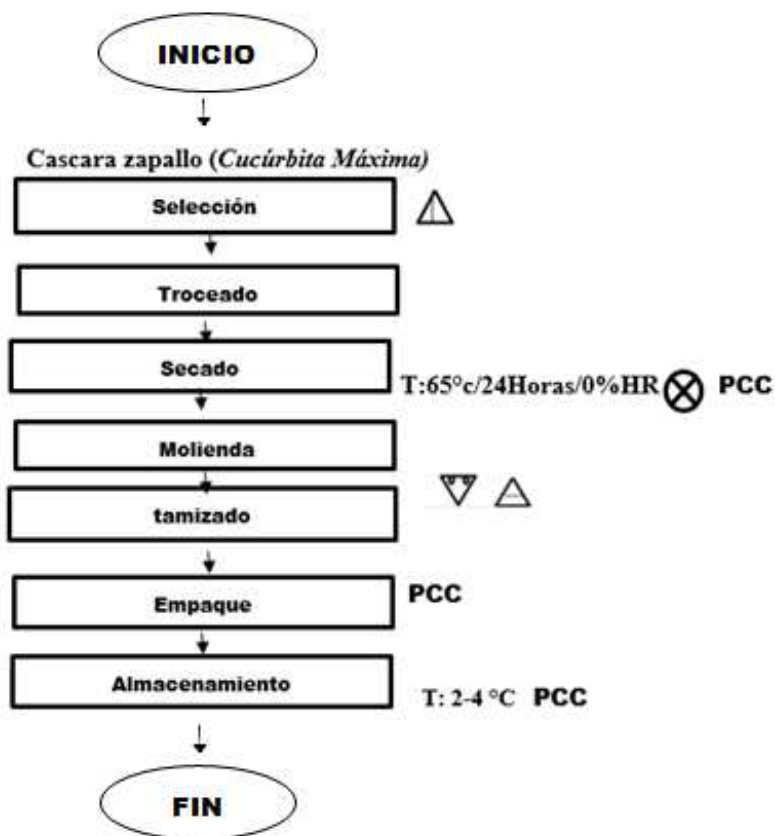 INICIO
Cascara zapallo (Cucúrbita Máxima)
Selección
Troceado
Secado
T:65°c/24Horas/0%HR PCC
Molienda
tamizado
Empaque
PCC
Almacenamiento
T: 2-4 °C PCC
FIN